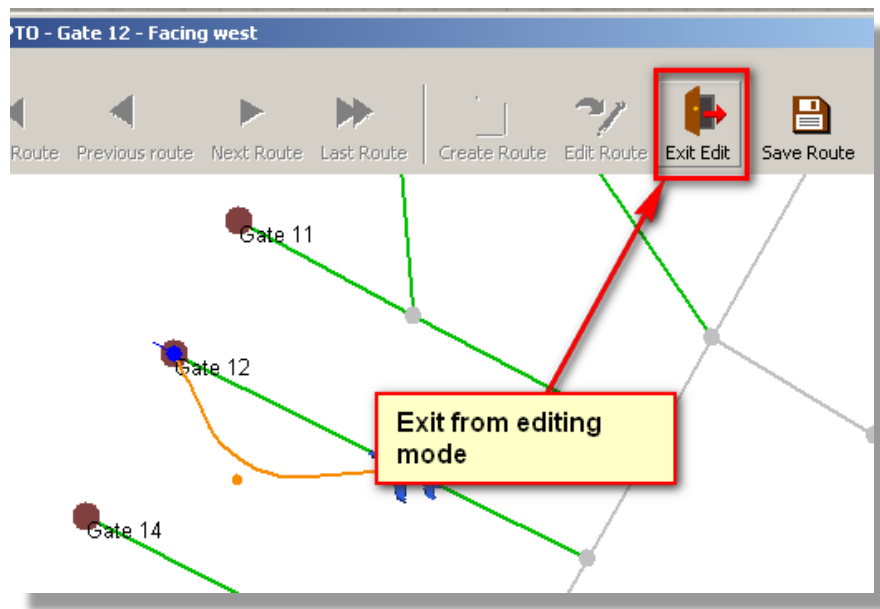 PTO - Gate 12 - Facing west
Route Previous route Next Route Last Route Create Route Edit Route Exit Edit Save Route
Gate 11
Gate 12
Exit from editing
mode
Gate 14